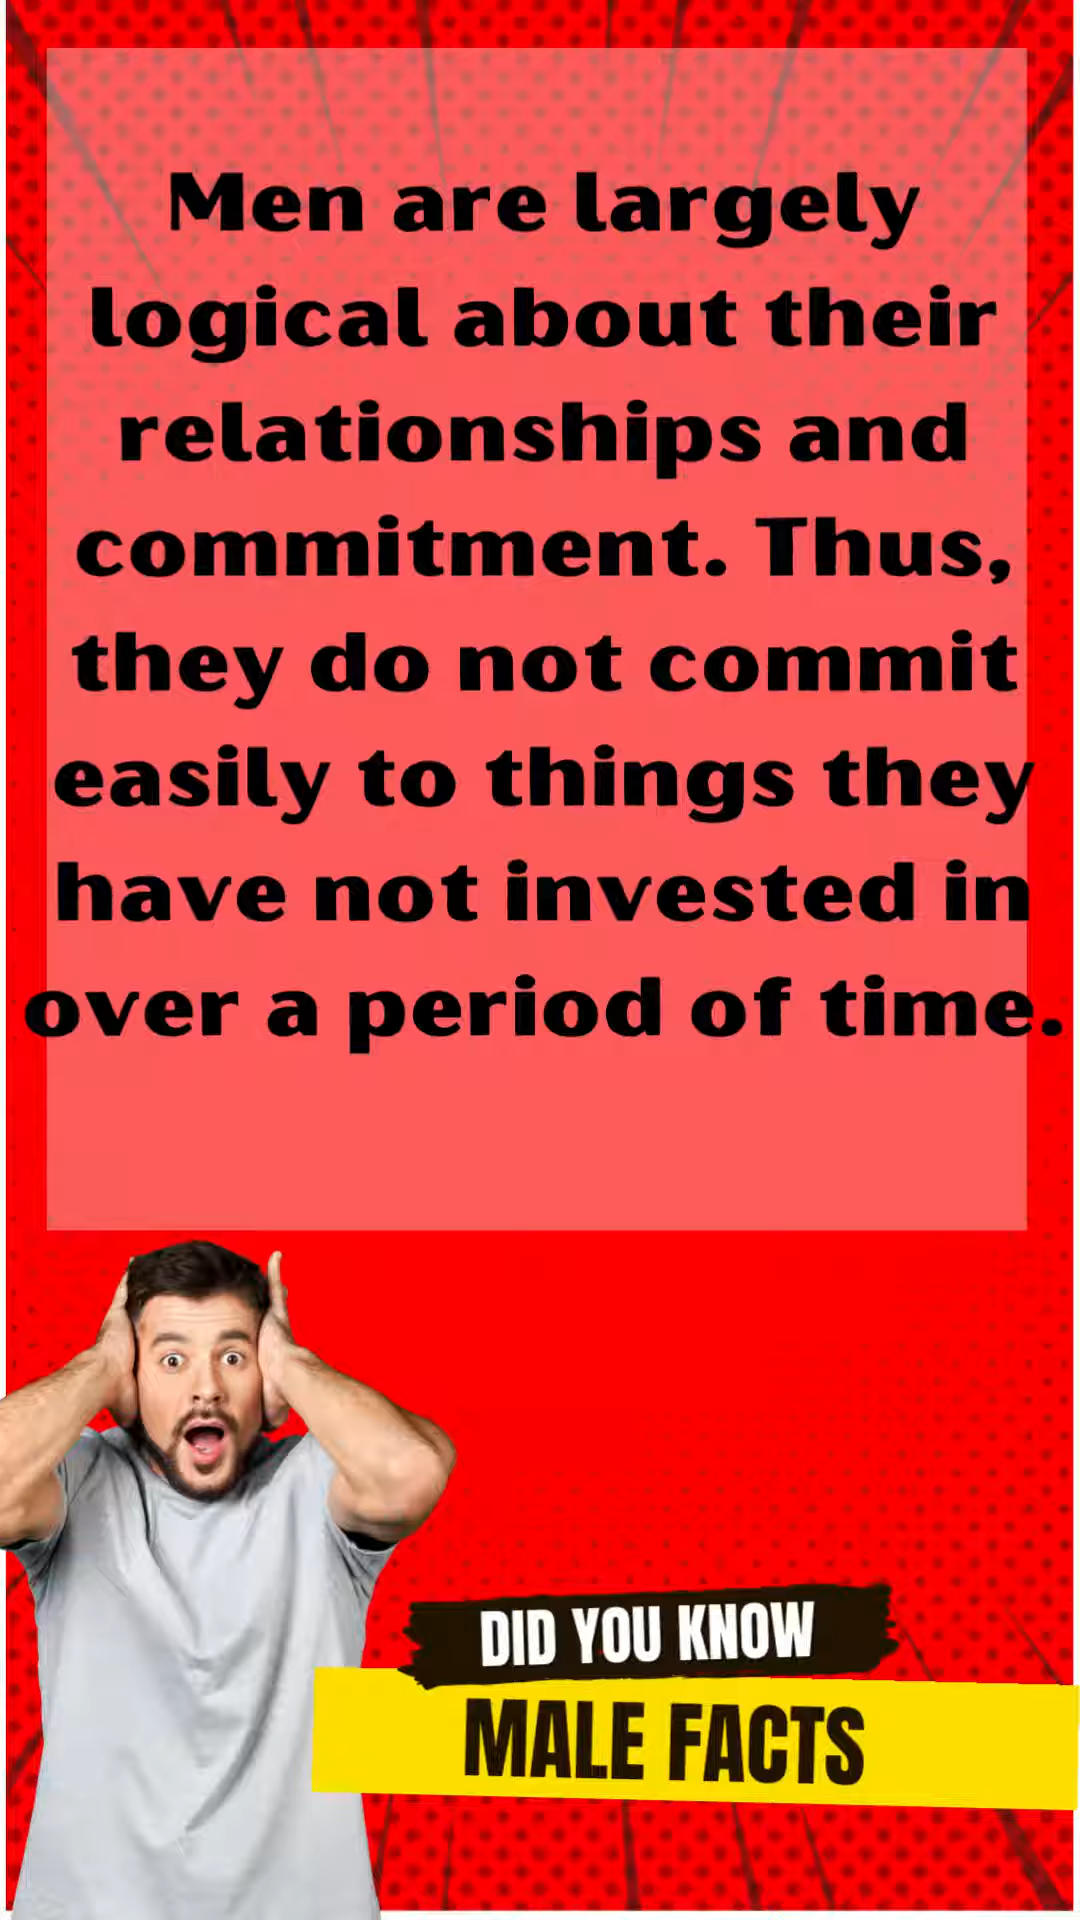 Men are largely
logical about their
relationships and
commitment. Thus,
they do not commit
easily to things they
have not invested in
over a period of time.
DID YOU KNOW
MALE FACTS